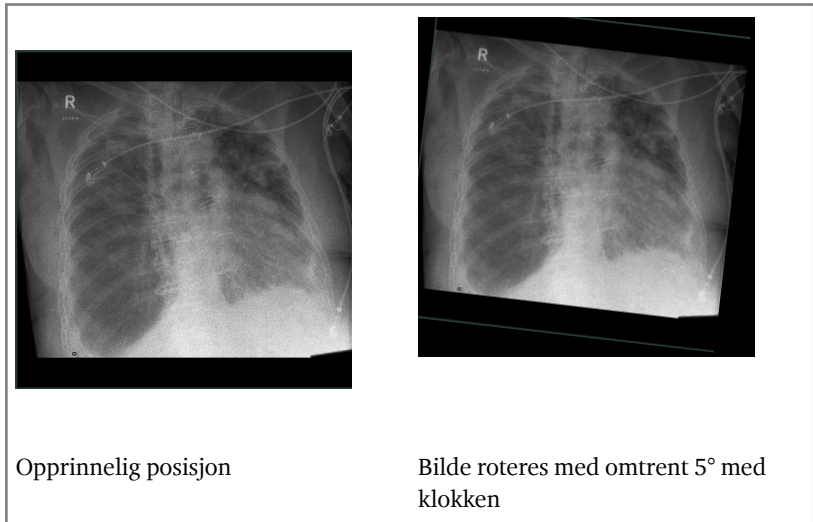 R
R
Opprinnelig posisjon
Bilde roteres med omtrent 5° med
klokken